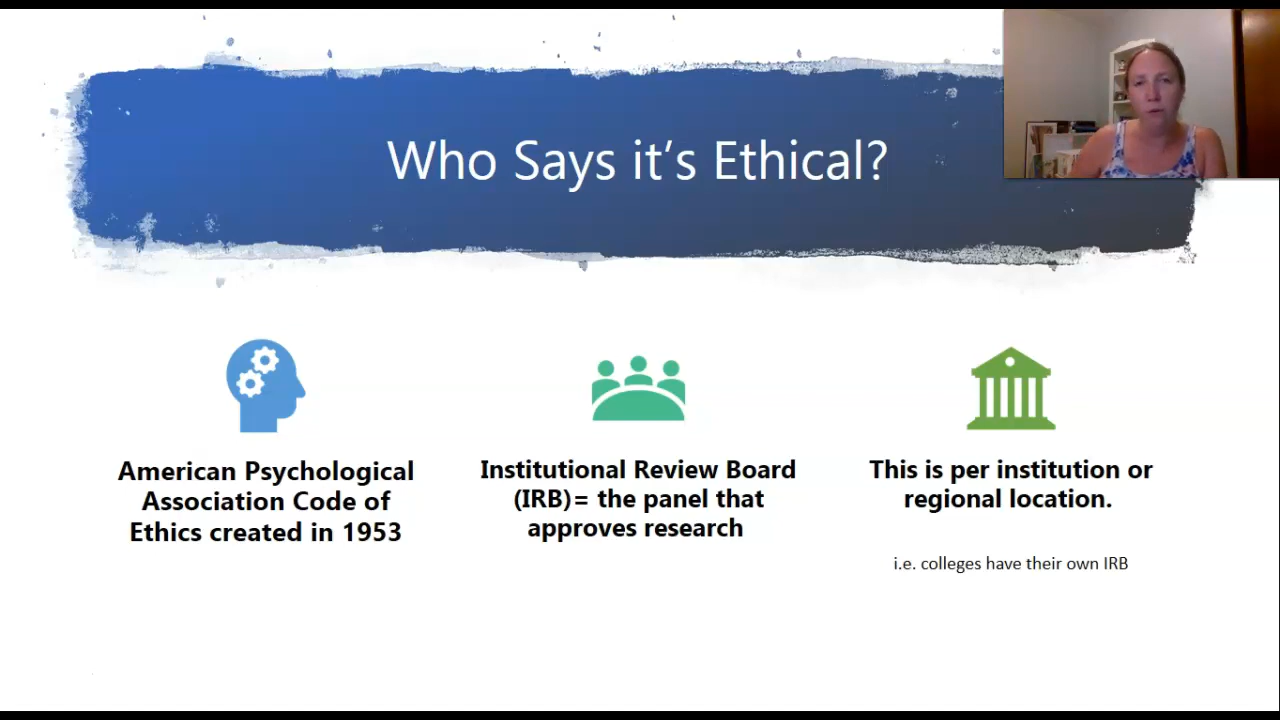 Who Says it’s Ethical?
American Psychological
Association Code of
Ethics created in 1953
Institutional Review Board
(IRB)= the panel that
approves research
This is per institution or
regional location.
i.e. colleges have their own IRB